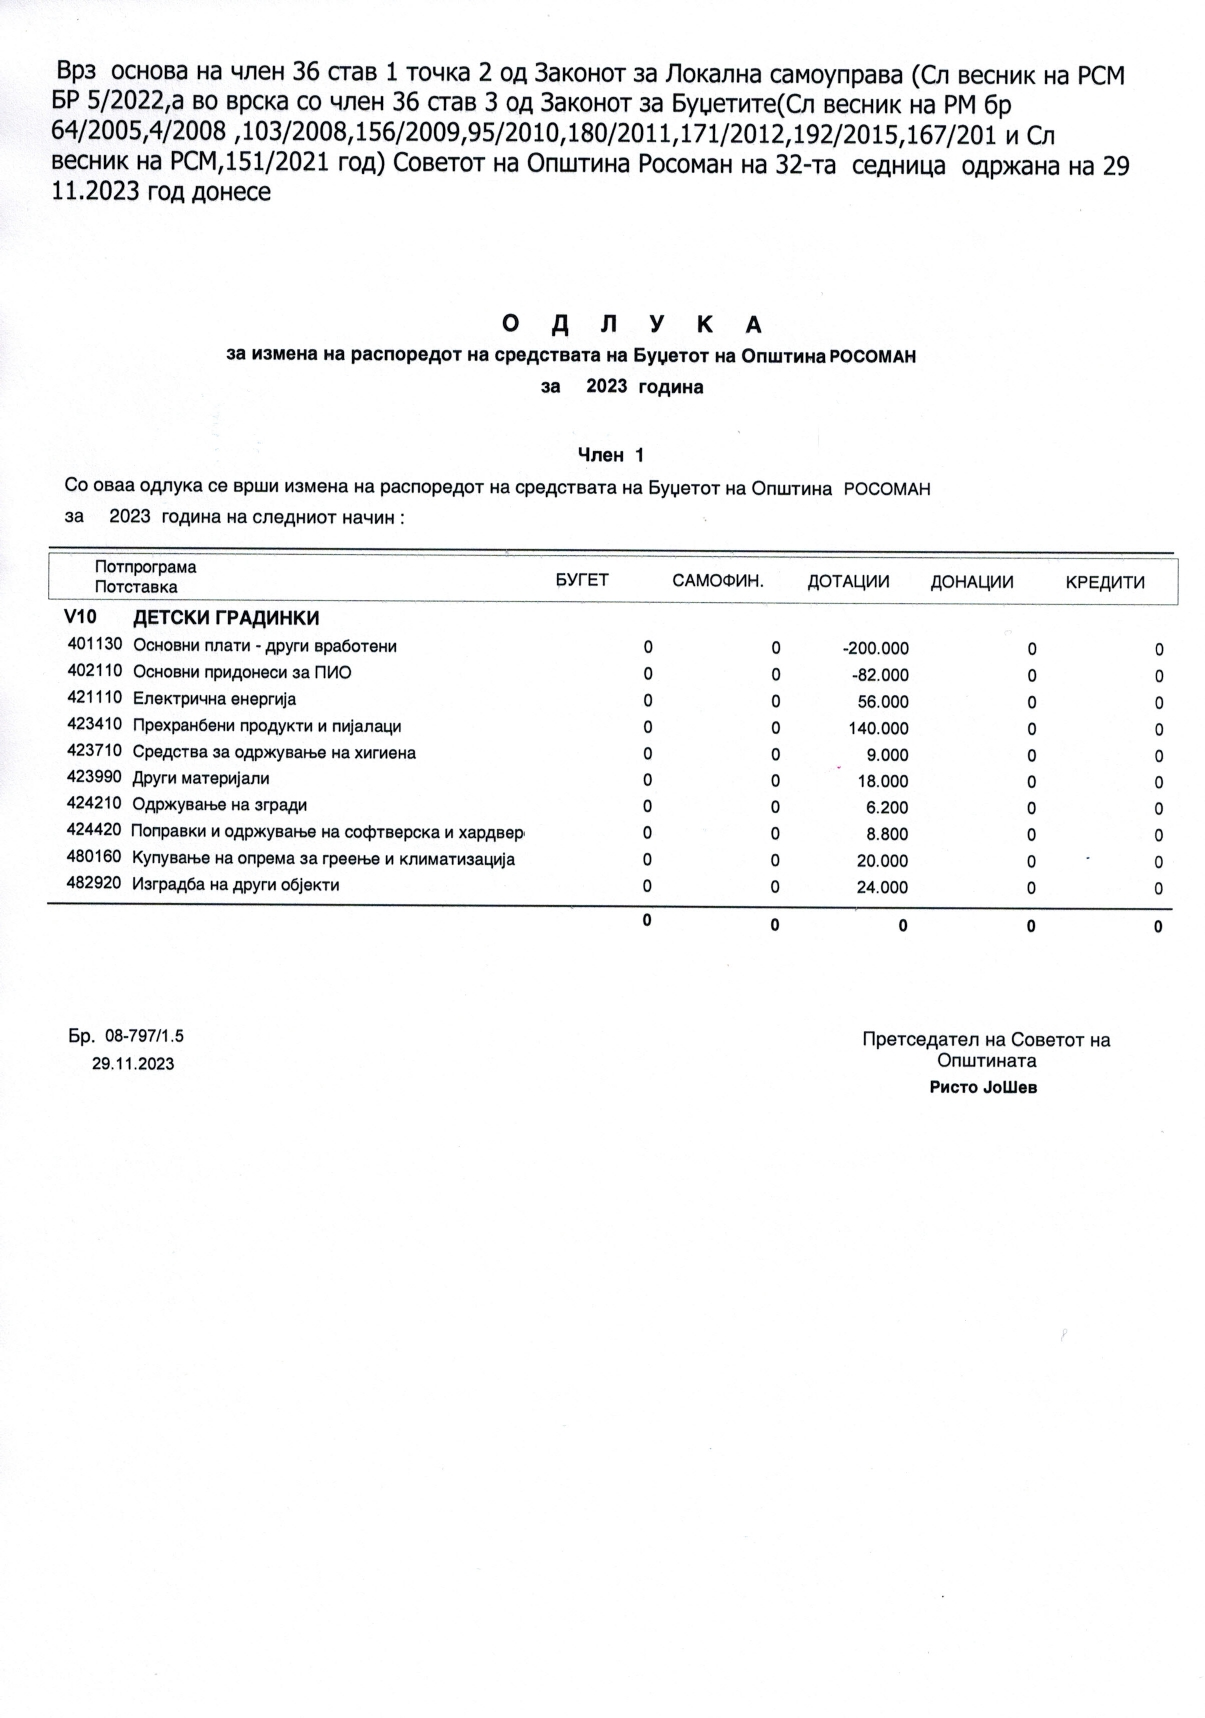 Врз основа на член 36 став 1 точка 2 од Законот за Локална самоуправа (Сл весник на РСМ
БР 5/2022,а во врска со член 36 став 3 од Законот за Буџетите(Сл весник на РМ бр
64/2005,4/2008 ,103/2008,156/2009,95/2010,180/2011,171/2012,192/2015,167/201 и Сл
весник на РСМ,151/2021 год) Советот на Општина Росоман на 32-та седница одржана на 29
11.2023 год донесе
О Д Л У К А
за измена на распоредот на средствата на Буџетот на Општина РОСОМАН
за 2023 година
Член 1
Со оваа одлука се врши измена на распоредот на средствата на Буџетот на Општина РОСОМАН
за 2023 година на следниот начин :
Потпрограма
Потставка БУГЕТ САМОФИН. ДОТАЦИИ ДОНАЦИИ КРЕДИТИ
V10 ДЕТСКИ ГРАДИНКИ
401130 Основни плати - други вработени 0 0 -200.000 0 0
402110 Основни придонеси за ПИО 0 0 -82.000 0 0
421110 Електрична енергија 0 0 56.000 0 0
423410 Прехранбени продукти и пијалаци 0 0 140.000 0 0
423710 Средства за одржување на хигиена 0 0 9.000 0 0
423990 Други материјали 0 0 18.000 0 0
424210 Одржување на згради 0 0 6.200 0 0
424420 Поправки и одржување на софтверска и хардвер 0 0 8.800 0 0
480160 Купување на опрема за греење и климатизација 0 0 20.000 0 0
482920 Изградба на други објекти 0 0 24.000 0 0
0 0 0 0 0
Бр. 08-797/1.5
29.11.2023
Претседател на Советот на
Општината
Ристо ЈоШев